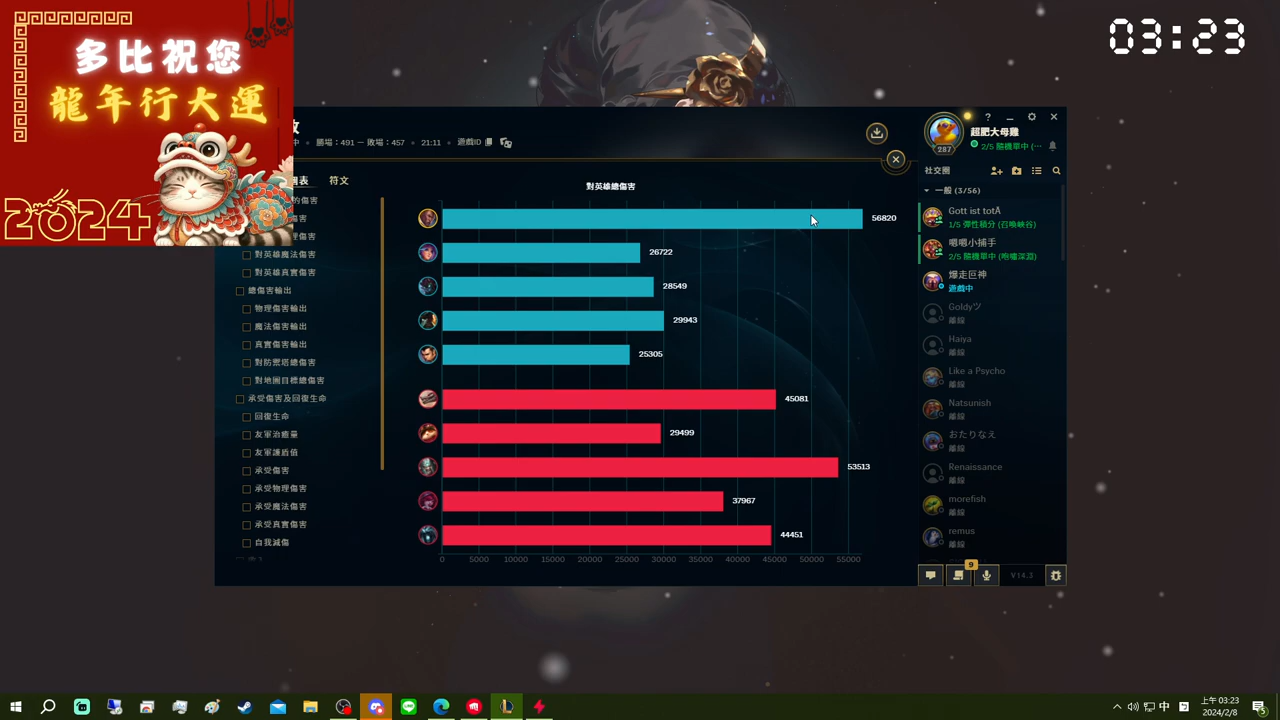 多比祝您
龍年行大運
2024
03:23
勝場:491 — 敗場:457 • 21:11 遊戲ID
符文
對英雄總傷害
56820
26722
28549
29943
25305
45081
29499
53513
37967
44451
0 5000 10000 15000 20000 25000 30000 35000 40000 45000 50000 55000
對英雄魔法傷害
對英雄真實傷害
總傷害輸出
物理傷害輸出
魔法傷害輸出
真實傷害輸出
對防禦塔總傷害
對地圖目標總傷害
承受傷害及回復生命
回復生命
友軍治癒量
友軍護盾值
承受傷害
承受物理傷害
承受魔法傷害
承受真實傷害
自我減傷
287
超肥大母雞
2/5 隨機單中 (···
社交圈
一般 (3/56)
Gott ist totÅ
1/5 彈性積分 (召喚峽谷)
嗯嗯小捕手
2/5 隨機單中 (咆嘯深淵)
爆走叵神
遊戲中
Goldyツ
離線
Haiya
離線
Like a Psycho
離線
Natsunish
離線
おたりなえ
離線
Renaissance
離線
morefish
離線
remus
離線
9
V14.3
中
上午 03:23
2024/2/8
5